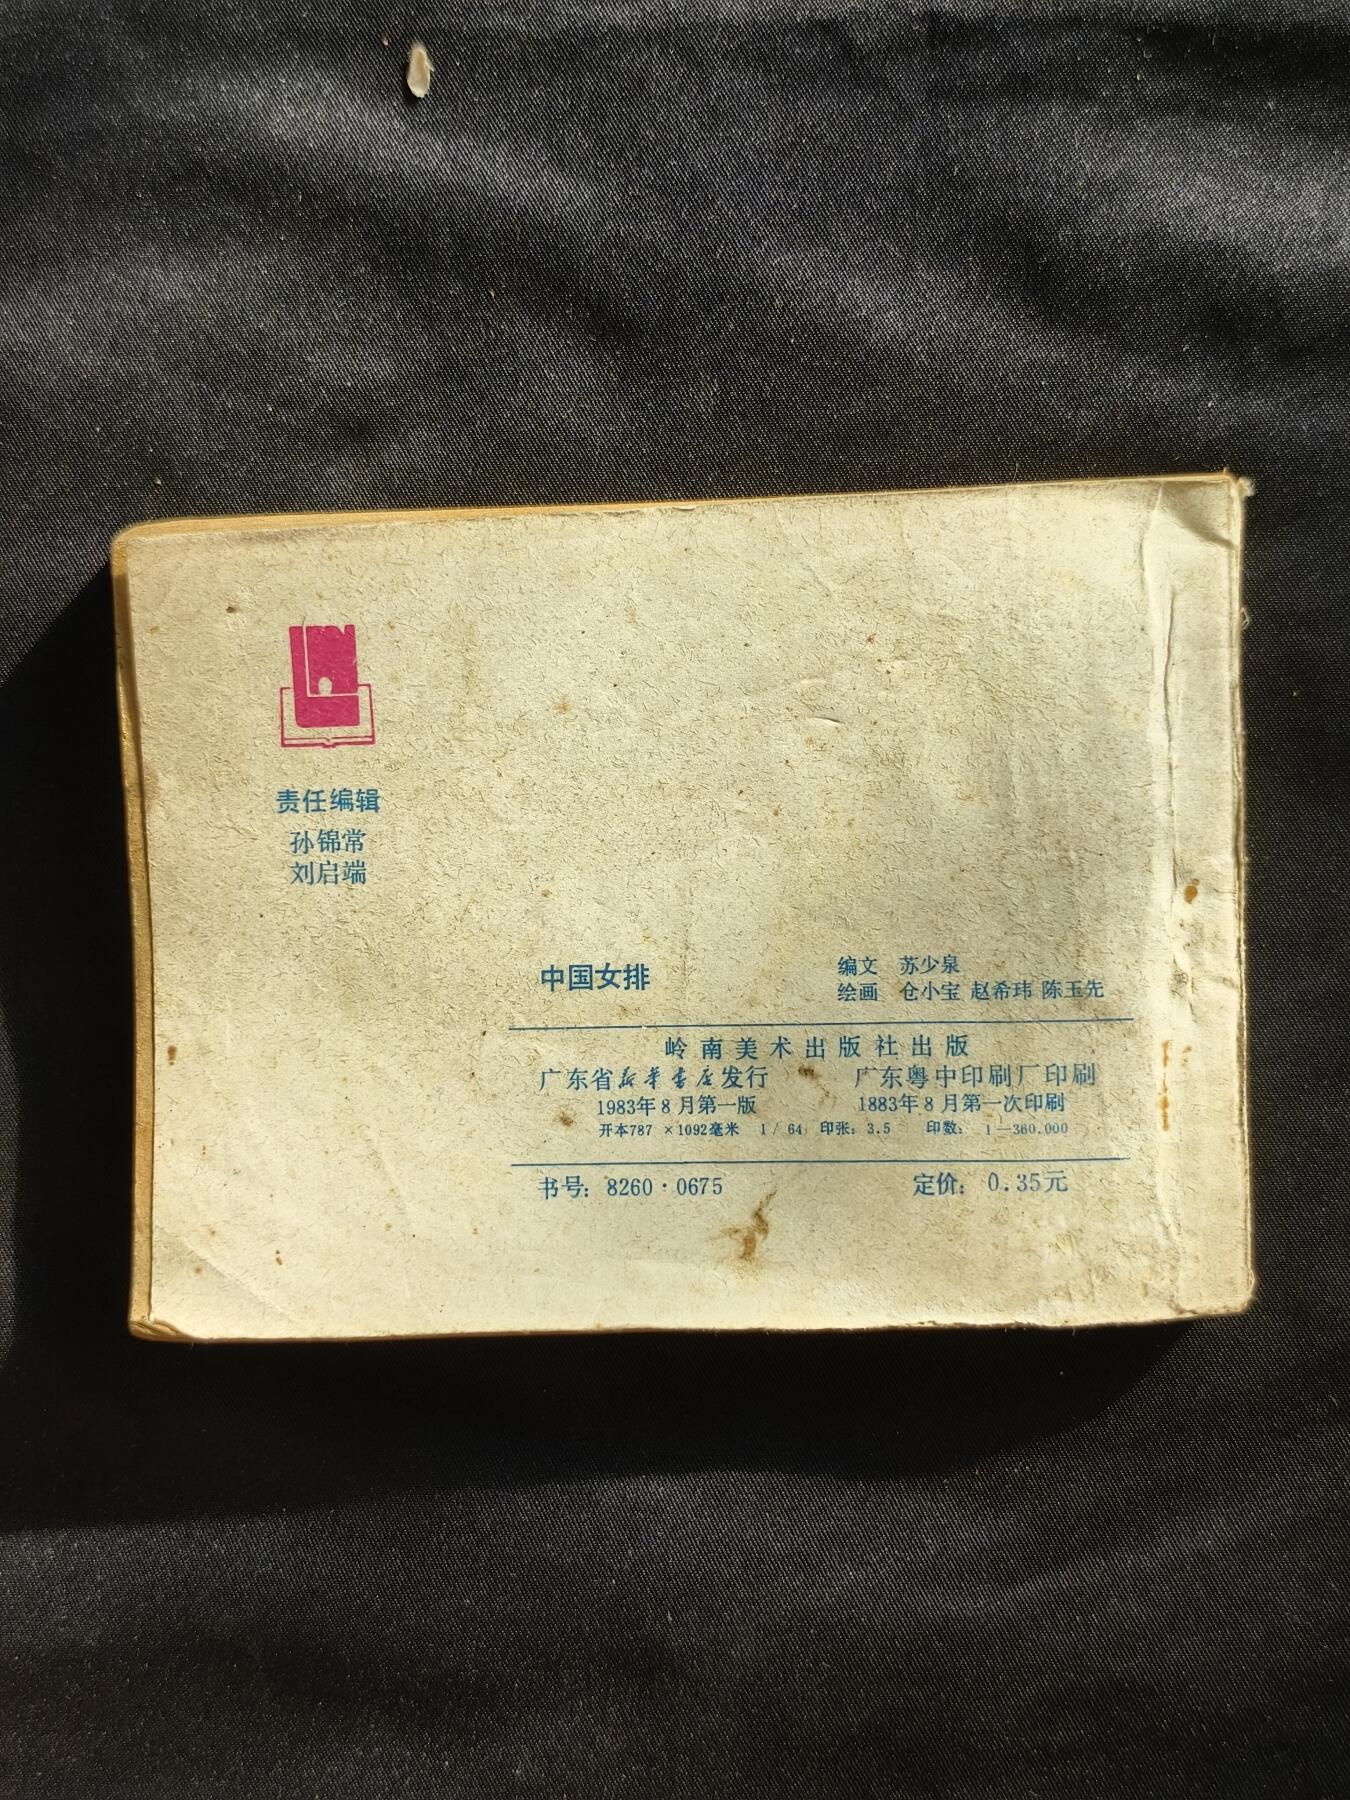 责任编辑
孙锦常
刘启端
中国女排
编文 苏少泉
绘画 仓小宝 赵希玮 陈玉先
岭南美术出版社出版
广东省新华书店发行 广东粤中印刷厂印刷
1983年8月第一版 1883年8月第一次印刷
开本787 ×1092毫米 1/64 印张：3.5 印数：1—360.000
书号：8260·0675 定价：0.35元